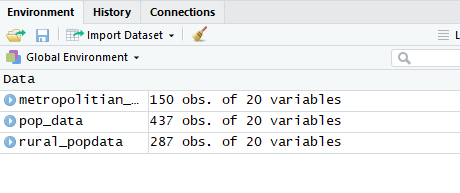 Environment History Connections
Import Dataset
Global Environment
Data
metropolitian_… 150 obs. of 20 variables
pop_data 437 obs. of 20 variables
rural_popdata 287 obs. of 20 variables